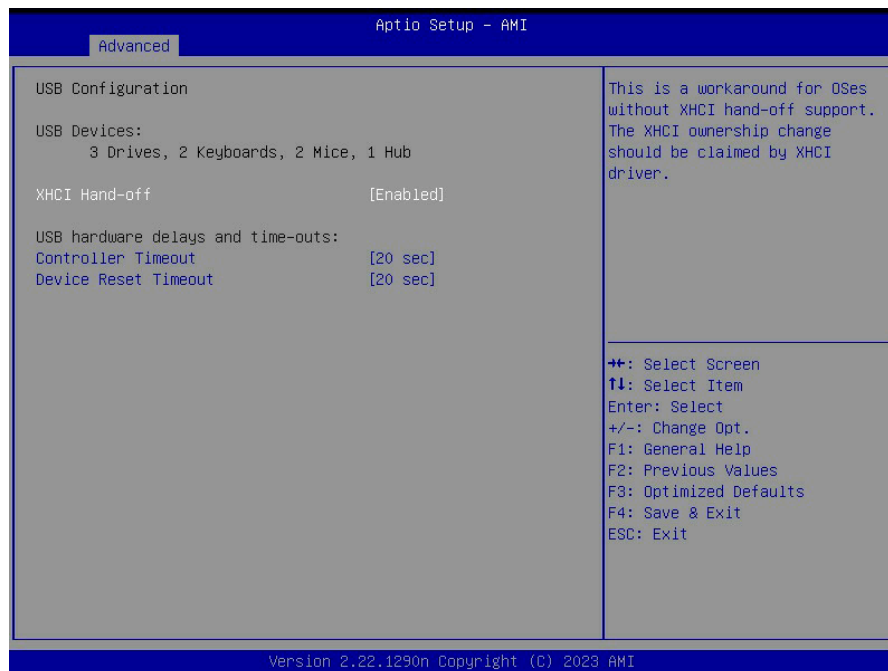 Aptio Setup – AMI
Advanced
USB Configuration
USB Devices:
3 Drives, 2 Keyboards, 2 Mice, 1 Hub
XHCI Hand-off [Enabled]
USB hardware delays and time-outs:
Controller Timeout [20 sec]
Device Reset Timeout [20 sec]
This is a workaround for OSes
without XHCI hand-off support.
The XHCI ownership change
should be claimed by XHCI
driver.
→←: Select Screen
↑↓: Select Item
Enter: Select
+/-: Change Opt.
F1: General Help
F2: Previous Values
F3: Optimized Defaults
F4: Save & Exit
ESC: Exit
Version 2.22.1290n Copyright (C) 2023 AMI